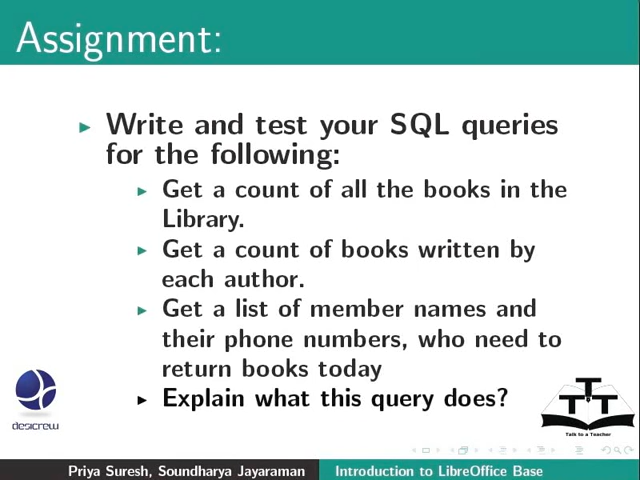 Assignment:
Write and test your SQL queries
for the following:
Get a count of all the books in the
Library.
Get a count of books written by
each author.
Get a list of member names and
their phone numbers, who need to
return books today
Explain what this query does?
desicrew
TTT
Talk to a Teacher
Priya Suresh, Soundharya Jayaraman
Introduction to LibreOffice Base